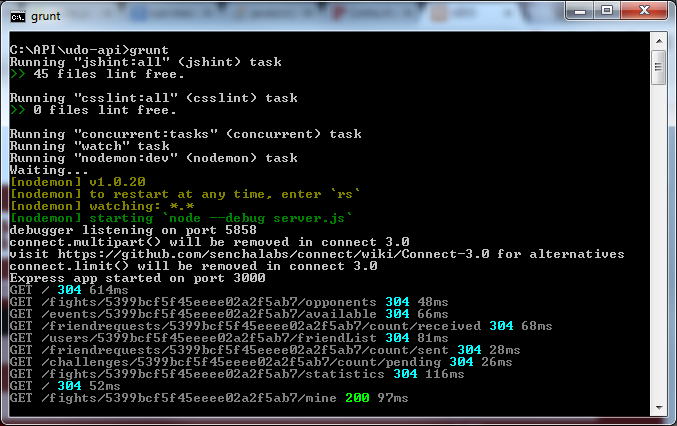 grunt
C:\API\udo-api>grunt
Running "jshint:all" (jshint) task
>> 45 files lint free.
Running "csslint:all" (csslint) task
>> 0 files lint free.
Running "concurrent:tasks" (concurrent) task
Running "watch" task
Running "nodemon:dev" (nodemon) task
Waiting...
[nodemon] v1.0.20
[nodemon] to restart at any time, enter `rs`
[nodemon] watching: *.*
[nodemon] starting `node --debug server.js`
debugger listening on port 5858
connect.multipart() will be removed in connect 3.0
visit https://github.com/senchalabs/connect/wiki/Connect-3.0 for alternatives
connect.limit() will be removed in connect 3.0
Express app started on port 3000
GET / 304 614ms
GET /fights/5399bcf5f45eeee02a2f5ab7/opponents 304 48ms
GET /events/5399bcf5f45eeee02a2f5ab7/available 304 66ms
GET /friendrequests/5399bcf5f45eeee02a2f5ab7/count/received 304 68ms
GET /users/5399bcf5f45eeee02a2f5ab7/friendList 304 81ms
GET /friendrequests/5399bcf5f45eeee02a2f5ab7/count/sent 304 28ms
GET /challenges/5399bcf5f45eeee02a2f5ab7/count/pending 304 26ms
GET /fights/5399bcf5f45eeee02a2f5ab7/statistics 304 116ms
GET / 304 52ms
GET /fights/5399bcf5f45eeee02a2f5ab7/mine 200 97ms